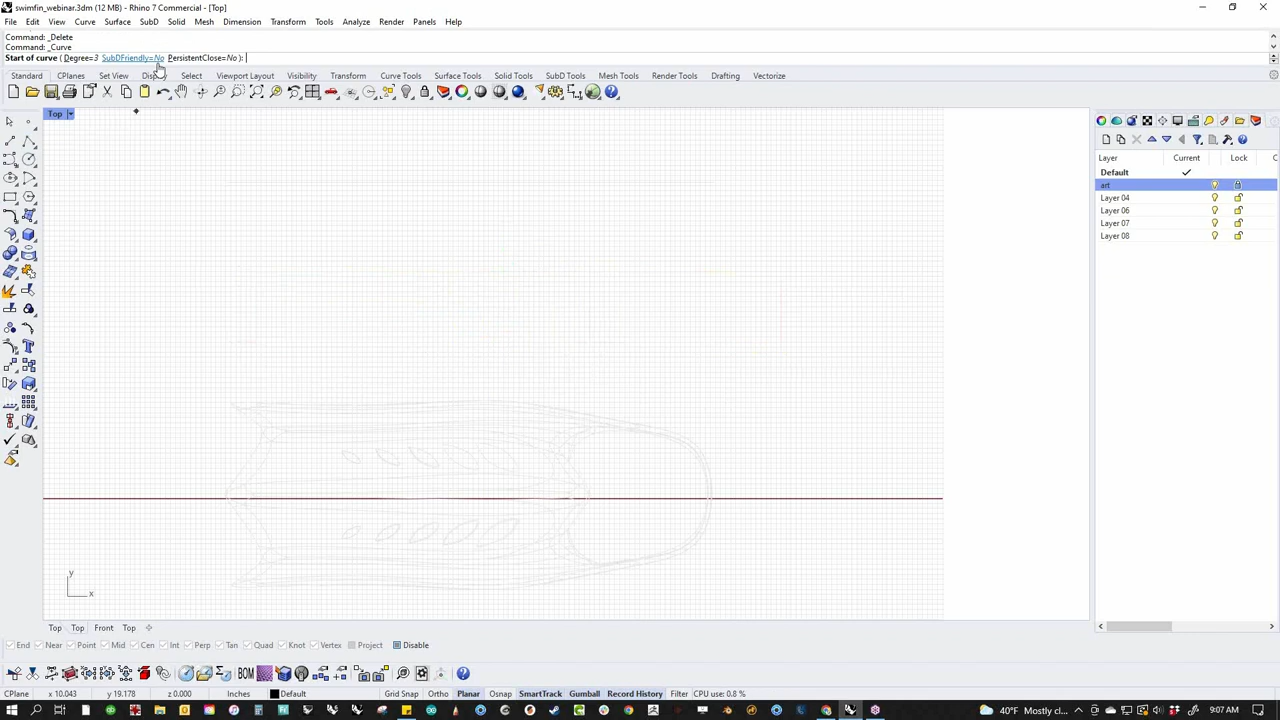 swimfin_webinar.3dm (12 MB) - Rhino 7 Commercial - [Top]
File Edit View Curve Surface SubD Solid Mesh Dimension Transform Tools Analyze Render Panels Help
Command: _Delete
Command: _Curve
Start of curve ( Degree=3 SubDFriendly=No PersistentClose=No ):
Standard CPlanes Set View Select Viewport Layout Visibility Transform Curve Tools Surface Tools Solid Tools SubD Tools Mesh Tools Render Tools Drafting Vectorize
Top
Layer Current Lock
Default
art
Layer 04
Layer 06
Layer 07
Layer 08
y
x
Top Top Front Top
End Near Point Mid Cen Int Perp Tan Quad Knot Vertex Project Disable
BOM
CPlane x 10.043 y 19.178 z 0.000 Inches Default Grid Snap Ortho Planar Osnap SmartTrack Gumball Record History Filter CPU use: 0.8 %
40°F Mostly cl... 9:07 AM